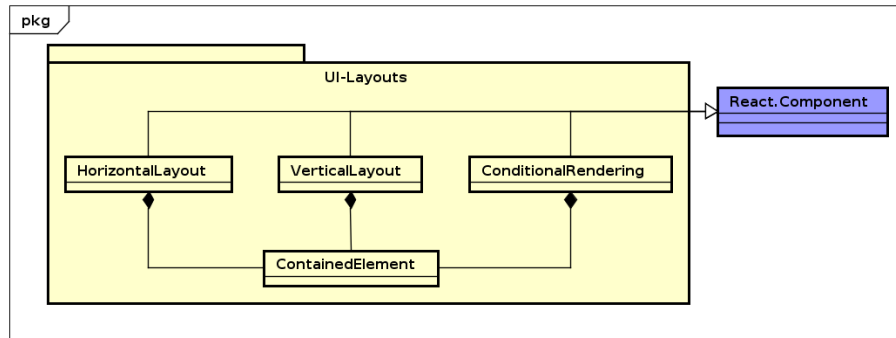 pkg
UI-Layouts
React.Component
HorizontalLayout
VerticalLayout
ConditionalRendering
ContainedElement